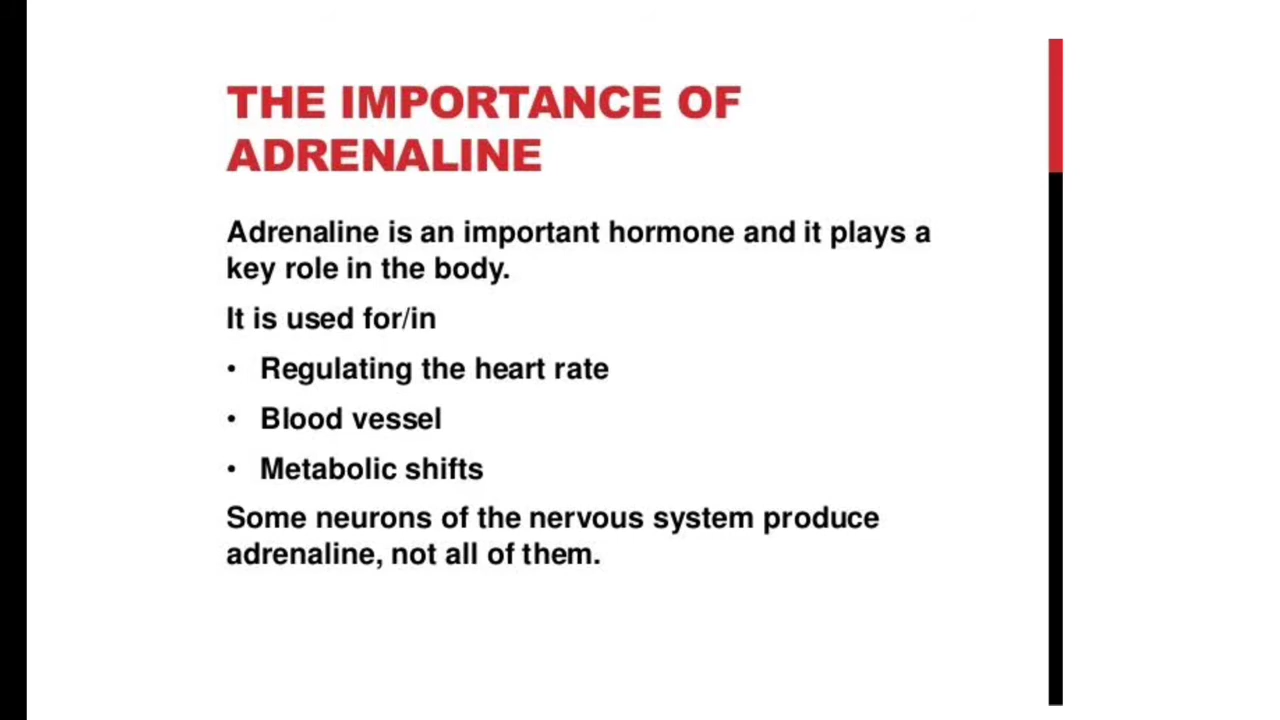 THE IMPORTANCE OF
ADRENALINE
Adrenaline is an important hormone and it plays a
key role in the body.
It is used for/in
• Regulating the heart rate
• Blood vessel
• Metabolic shifts
Some neurons of the nervous system produce
adrenaline, not all of them.